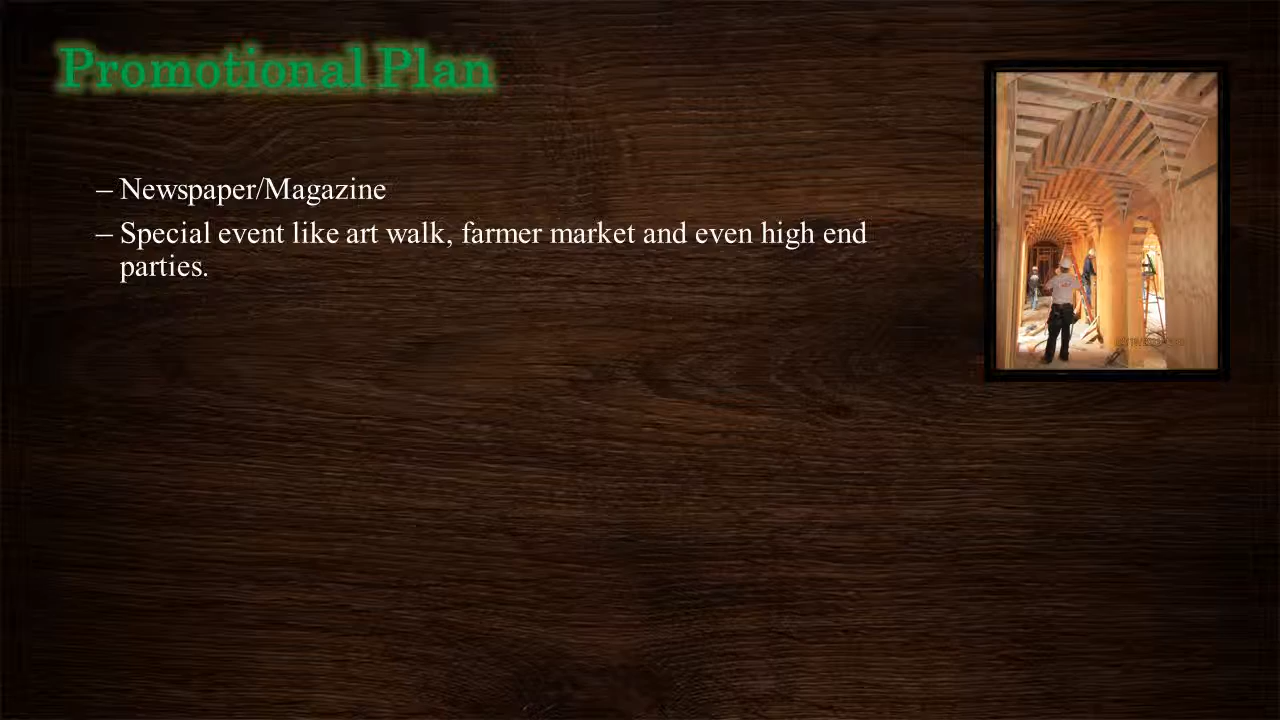 Promotional Plan
– Newspaper/Magazine
– Special event like art walk, farmer market and even high end
parties.